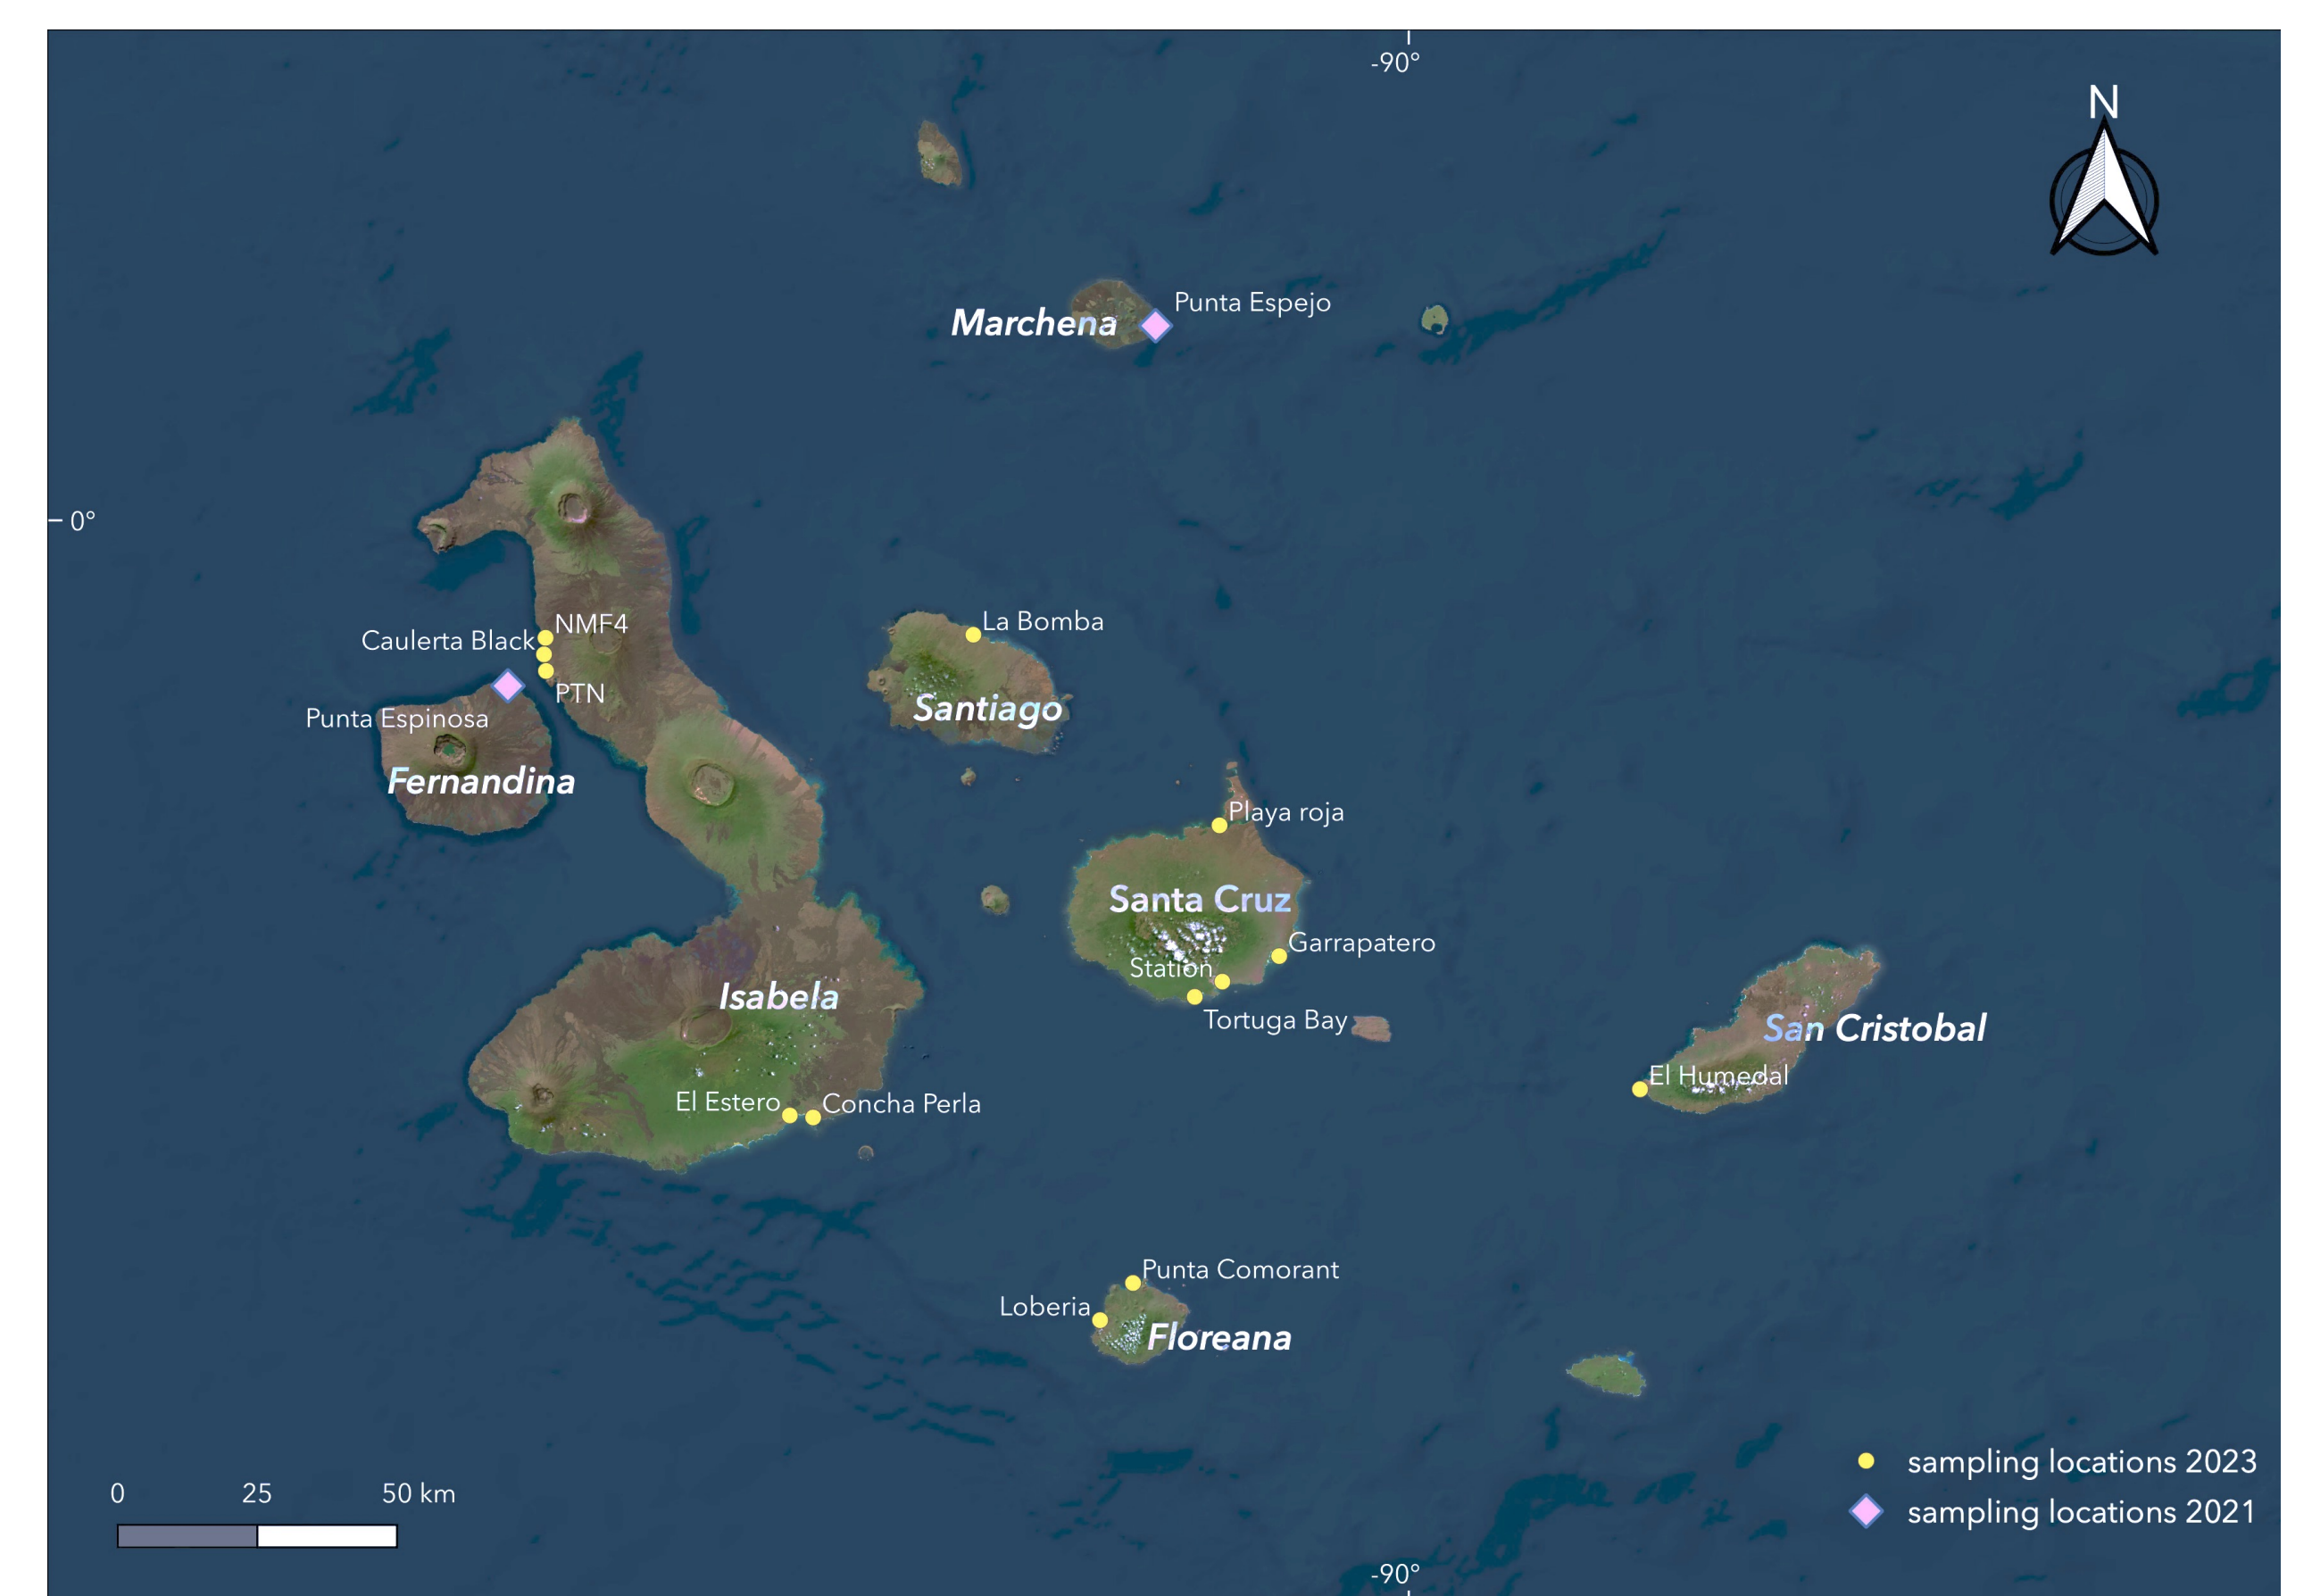 -90°
N
Punta Espejo
Marchena
0°
NMF4
La Bomba
Caulerta Black
PTN
Santiago
Punta Espinosa
Fernandina
Playa roja
Santa Cruz
Garrapatero
Station
Isabela
Tortuga Bay
San Cristobal
El Humedal
El Estero
Concha Perla
Punta Comorant
Loberia
Floreana
sampling locations 2023
0 25 50 km
sampling locations 2021
-90°